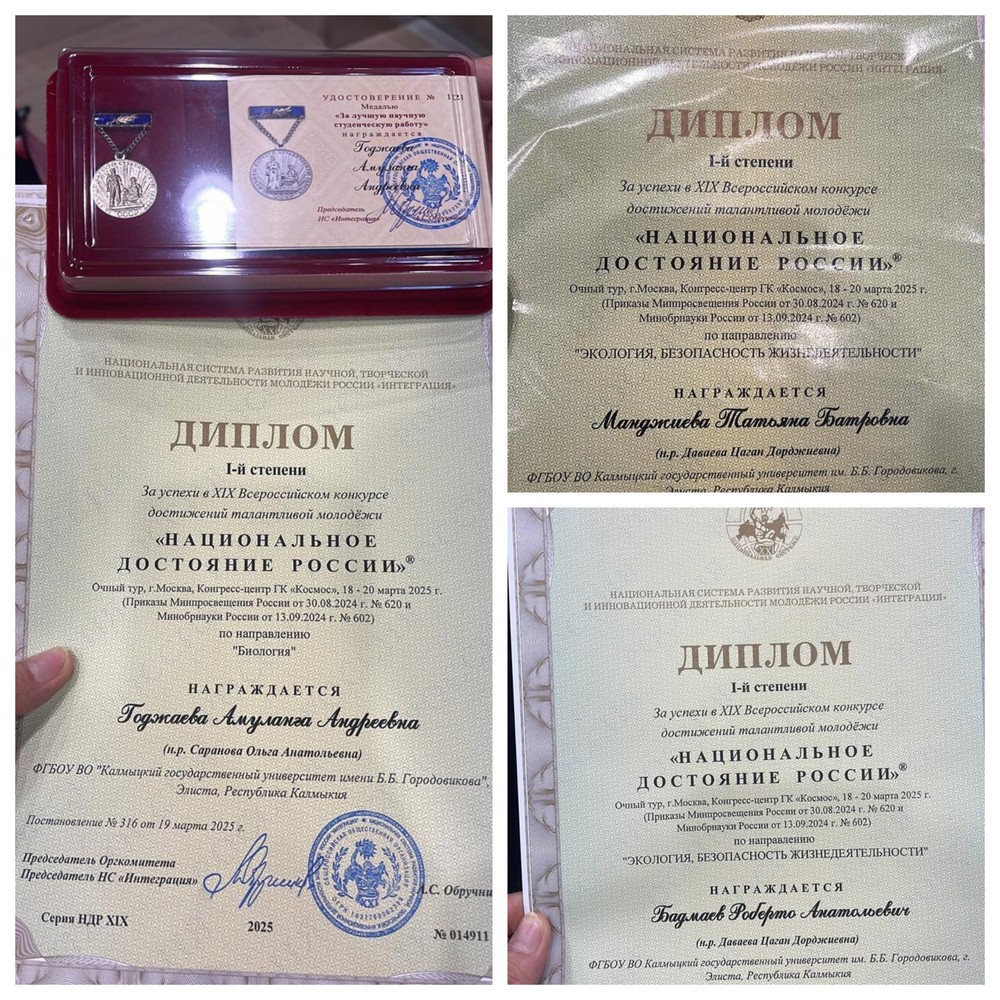 УДОСТОВЕРЕНИЕ № 1121
Медалью
«За лучшую научную
студенческую работу»
награждается
Годжаева
Амуланга
Андреевна
Председатель
НС «Интеграция»
НАЦИОНАЛЬНАЯ СИСТЕМА РАЗВИТИЯ НАУЧНОЙ, ТВОРЧЕСКОЙ
И ИННОВАЦИОННОЙ ДЕЯТЕЛЬНОСТИ МОЛОДЁЖИ РОССИИ "ИНТЕГРАЦИЯ"
ДИПЛОМ
I-й степени
За успехи в XIX Всероссийском конкурсе
достижений талантливой молодёжи
«НАЦИОНАЛЬНОЕ
ДОСТОЯНИЕ РОССИИ»®
Очный тур, г.Москва, Конгресс-центр ГК «Космос», 18 - 20 марта 2025 г.
(Приказы Минпросвещения России от 30.08.2024 г. № 620 и
Минобрнауки России от 13.09.2024 г. № 602)
по направлению
"Биология"
НАГРАЖДАЕТСЯ
Годжаева Амуланга Андреевна
(н.р. Саранова Ольга Анатольевна)
ФГБОУ ВО "Калмыцкий государственный университет имени Б.Б. Городовикова",
Элиста, Республика Калмыкия
Постановление № 316 от 19 марта 2025 г.
Председатель Оргкомитета
Председатель НС «Интеграция»
А.С. Обручни
Серия НДР XIX
2025
№ 014911
НАЦИОНАЛЬНАЯ СИСТЕМА РАЗВИТИЯ НАУЧНОЙ, ТВОРЧЕСК
И ИННОВАЦИОННОЙ ДЕЯТЕЛЬНОСТИ МОЛОДЁЖИ РОССИИ "ИНТЕГРАЦИЯ"
ДИПЛОМ
I-й степени
За успехи в XIX Всероссийском конкурсе
достижений талантливой молодёжи
«НАЦИОНАЛЬНОЕ
ДОСТОЯНИЕ РОССИИ»®
Очный тур, г.Москва, Конгресс-центр ГК «Космос», 18 - 20 марта 2025 г.
(Приказы Минпросвещения России от 30.08.2024 г. № 620 и
Минобрнауки России от 13.09.2024 г. № 602)
по направлению
"ЭКОЛОГИЯ, БЕЗОПАСНОСТЬ ЖИЗНЕДЕЯТЕЛЬНОСТИ"
НАГРАЖДАЕТСЯ
Манджиева Татьяна Батровна
(н.р. Даваева Цаган Дорджиевна)
ФГБОУ ВО Калмыцкий государственный университет им. Б.Б. Городовикова, г.
Элиста, Республика Калмыкия
НАЦИОНАЛЬНАЯ СИСТЕМА РАЗВИТИЯ НАУЧНОЙ, ТВОРЧЕСКОЙ
И ИННОВАЦИОННОЙ ДЕЯТЕЛЬНОСТИ МОЛОДЁЖИ РОССИИ "ИНТЕГРАЦИЯ"
ДИПЛОМ
I-й степени
За успехи в XIX Всероссийском конкурсе
достижений талантливой молодёжи
«НАЦИОНАЛЬНОЕ
ДОСТОЯНИЕ РОССИИ»®
Очный тур, г.Москва, Конгресс-центр ГК «Космос», 18 - 20 марта 2025 г.
(Приказы Минпросвещения России от 30.08.2024 г. № 620 и
Минобрнауки России от 13.09.2024 г. № 602)
по направлению
"ЭКОЛОГИЯ, БЕЗОПАСНОСТЬ ЖИЗНЕДЕЯТЕЛЬНОСТИ"
НАГРАЖДАЕТСЯ
Бадмаев Роберто Анатольевич
(н.р. Даваева Цаган Дорджиевна)
ФГБОУ ВО Калмыцкий государственный университет им. Б.Б. Городовикова, г.
Элиста, Республика Калмыкия